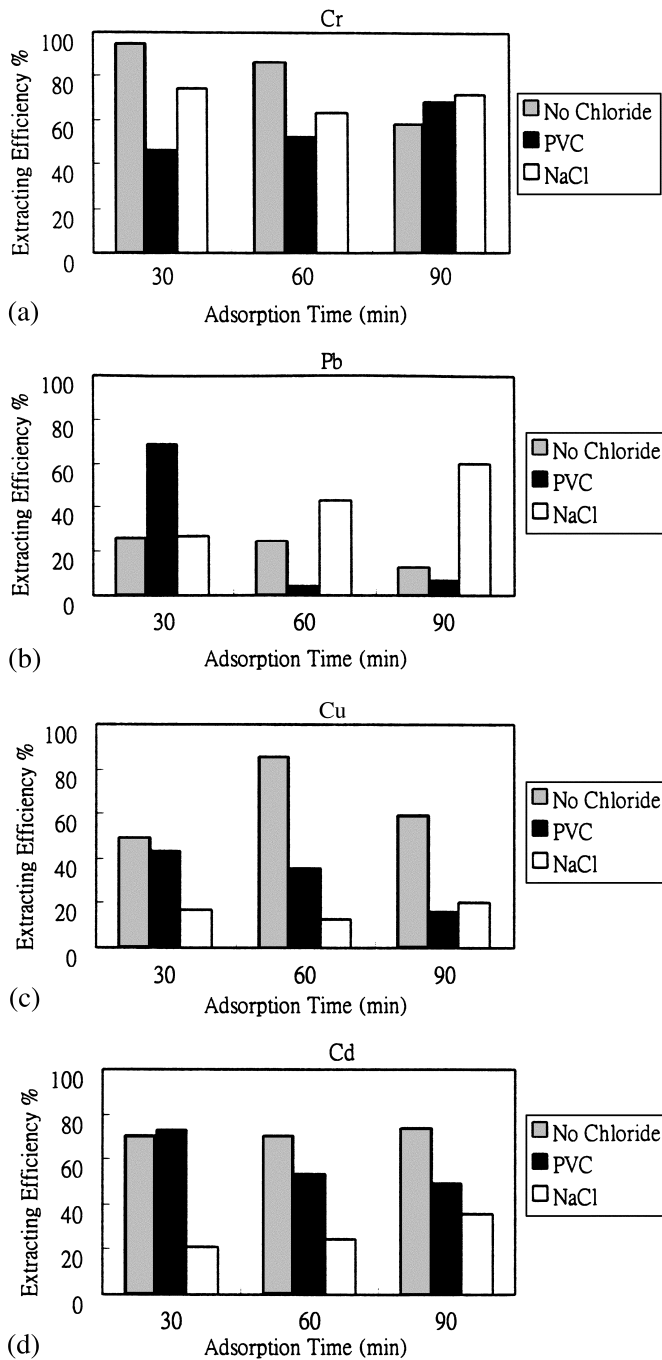 Cr
Extracting Efficiency %
100
80
60
40
20
0
30 60 90
Adsorption Time (min)
No Chloride
PVC
NaCl
(a)
Pb
Extracting Efficiency %
100
80
60
40
20
0
30 60 90
Adsorption Time (min)
No Chloride
PVC
NaCl
(b)
Cu
Extracting Efficiency %
100
80
60
40
20
0
30 60 90
Adsorption Time (min)
No Chloride
PVC
NaCl
(c)
Cd
Extracting Efficiency %
100
80
60
40
20
0
30 60 90
Adsorption Time (min)
No Chloride
PVC
NaCl
(d)